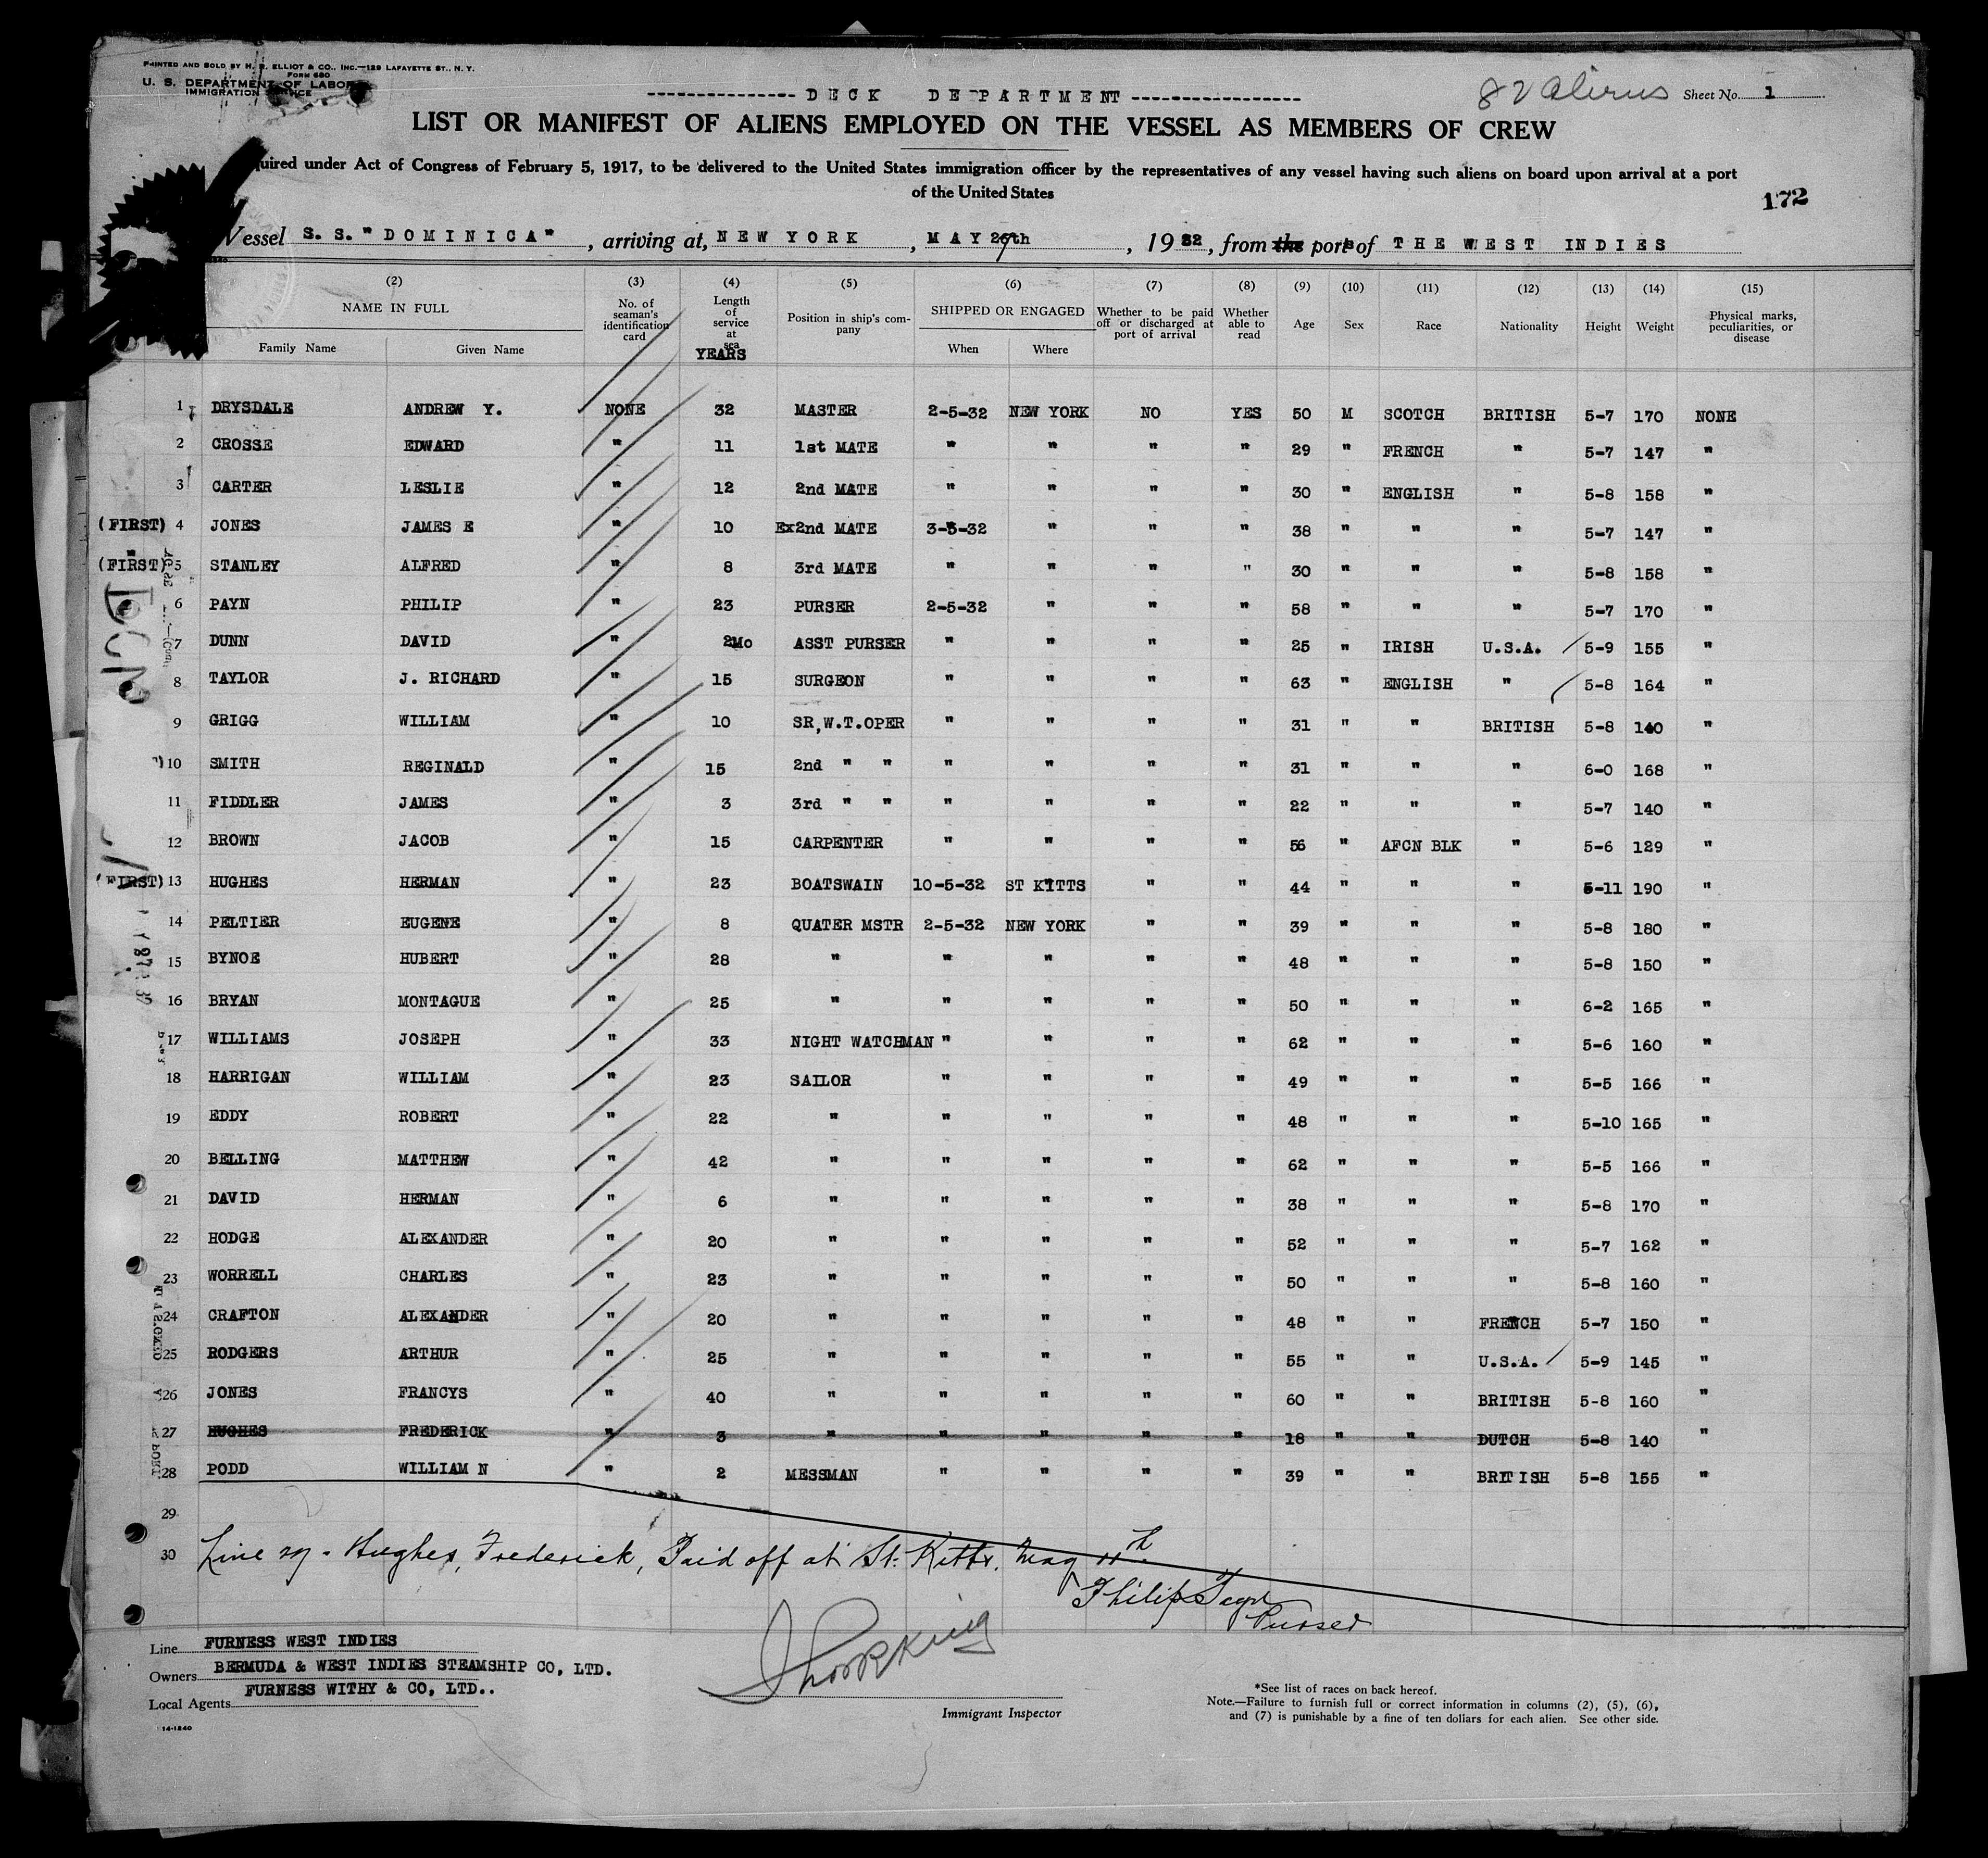 PRINTED AND SOLD BY H. B. ELLIOT & CO., INC.—129 LAFAYETTE ST., N. Y.
FORM 680
U. S. DEPARTMENT OF LABOR
IMMIGRATION SERVICE
DECK DEPARTMENT
82 Aliens Sheet No. 1
LIST OR MANIFEST OF ALIENS EMPLOYED ON THE VESSEL AS MEMBERS OF CREW
quired under Act of Congress of February 5, 1917, to be delivered to the United States immigration officer by the representatives of any vessel having such aliens on board upon arrival at a port
of the United States
172
Vessel S. S. "DOMINICA", arriving at, NEW YORK, MAY 26th, 1932, from the ports of THE WEST INDIES
(2) (3) (4) (5) (6) (7) (8) (9) (10) (11) (12) (13) (14) (15)
NAME IN FULL No. of seaman's identification card Length of service at sea YEARS Position in ship's company SHIPPED OR ENGAGED Whether to be paid off or discharged at port of arrival Whether able to read Age Sex Race Nationality Height Weight Physical marks, peculiarities, or disease
Family Name Given Name When Where
1 DRYSDALE ANDREW Y. NONE 32 MASTER 2-5-32 NEW YORK NO YES 50 M SCOTCH BRITISH 5-7 170 NONE
2 CROSSE EDWARD " 11 1st MATE " " " " 29 " FRENCH " 5-7 147 "
3 CARTER LESLIE " 12 2nd MATE " " " " 30 " ENGLISH " 5-8 158 "
(FIRST) 4 JONES JAMES E " 10 Ex2nd MATE 3-5-32 " " " 38 " " " 5-7 147 "
(FIRST) 5 STANLEY ALFRED " 8 3rd MATE " " " " 30 " " " 5-8 158 "
6 PAYN PHILIP " 23 PURSER 2-5-32 " " " 58 " " " 5-7 170 "
7 DUNN DAVID " 2Mo ASST PURSER " " " " 25 " IRISH U.S.A. 5-9 155 "
8 TAYLOR J. RICHARD " 15 SURGEON " " " " 63 " ENGLISH " 5-8 164 "
9 GRIGG WILLIAM " 10 SR,W.T.OPER " " " " 31 " " BRITISH 5-8 140 "
10 SMITH REGINALD " 15 2nd " " " " " " 31 " " " 6-0 168 "
11 FIDDLER JAMES " 3 3rd " " " " " " 22 " " " 5-7 140 "
12 BROWN JACOB " 15 CARPENTER " " " " 56 " AFCN BLK " 5-6 129 "
(FIRST) 13 HUGHES HERMAN " 23 BOATSWAIN 10-5-32 ST KITTS " " 44 " " " 5-11 190 "
14 PELTIER EUGENE " 8 QUATER MSTR 2-5-32 NEW YORK " " 39 " " " 5-8 180 "
15 BYNOE HUBERT " 28 " " " " " 48 " " " 5-8 150 "
16 BRYAN MONTAGUE " 25 " " " " " 50 " " " 6-2 165 "
17 WILLIAMS JOSEPH " 33 NIGHT WATCHMAN " " " " 62 " " " 5-6 160 "
18 HARRIGAN WILLIAM " 23 SAILOR " " " " 49 " " " 5-5 166 "
19 EDDY ROBERT " 22 " " " " " 48 " " " 5-10 165 "
20 BELLING MATTHEW " 42 " " " " " 62 " " " 5-5 166 "
21 DAVID HERMAN " 6 " " " " " 38 " " " 5-8 170 "
22 HODGE ALEXANDER " 20 " " " " " 52 " " " 5-7 162 "
23 WORRELL CHARLES " 23 " " " " " 50 " " " 5-8 160 "
24 CRAFTON ALEXANDER " 20 " " " " " 48 " " FRENCH 5-7 150 "
25 RODGERS ARTHUR " 25 " " " " " 55 " " U.S.A. 5-9 145 "
26 JONES FRANCYS " 40 " " " " " 60 " " BRITISH 5-8 160 "
27 HUGHES FREDERICK " 3 " " " " " 18 " " DUTCH 5-8 140 "
28 PODD WILLIAM N " 2 MESSMAN " " " " 39 " " BRITISH 5-8 155 "
29
30 Line 27 - Hughes, Frederick, Paid off at St. Kitts, May 11th
Philip Payn
Purser
Line FURNESS WEST INDIES
Owners BERMUDA & WEST INDIES STEAMSHIP CO, LTD.
Local Agents FURNESS WITHY & CO, LTD..
14-1240
Immigrant Inspector
*See list of races on back hereof.
Note.—Failure to furnish full or correct information in columns (2), (5), (6),
and (7) is punishable by a fine of ten dollars for each alien. See other side.